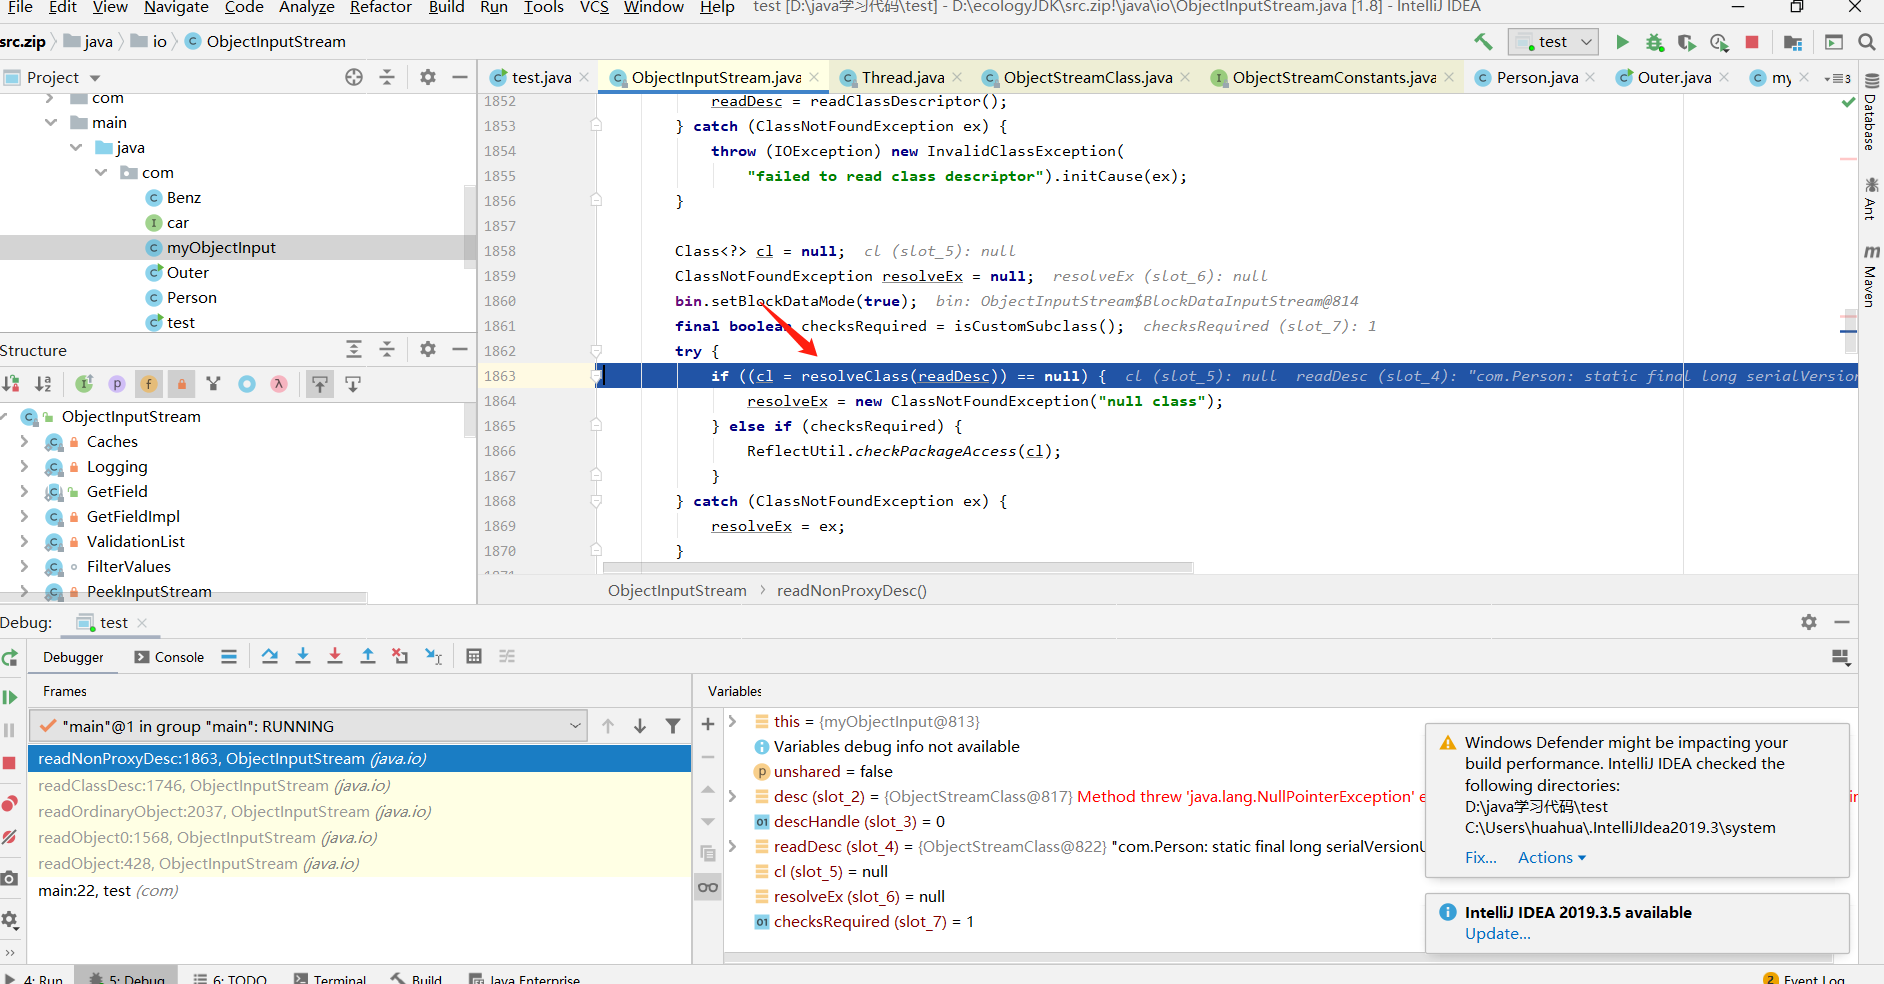 File Edit View Navigate Code Analyze Refactor Build Run Tools VCS Window Help test [D:\java学习代码\test] - D:\ecologyJDK\src.zip!\java\io\ObjectInputStream.java [1.8] - IntelliJ IDEA
src.zip java io ObjectInputStream test
Project
test.java ObjectInputStream.java Thread.java ObjectStreamClass.java ObjectStreamConstants.java Person.java Outer.java my 3
com
main
java
com
Benz
car
myObjectInput
Outer
Person
test
1852 readDesc = readClassDescriptor();
1853 } catch (ClassNotFoundException ex) {
1854 throw (IOException) new InvalidClassException(
1855 "failed to read class descriptor").initCause(ex);
1856 }
1857
1858 Class<?> cl = null; cl (slot_5): null
1859 ClassNotFoundException resolveEx = null; resolveEx (slot_6): null
1860 bin.setBlockDataMode(true); bin: ObjectInputStream$BlockDataInputStream@814
1861 final boolean checksRequired = isCustomSubclass(); checksRequired (slot_7): 1
1862 try {
1863 if ((cl = resolveClass(readDesc)) == null) { cl (slot_5): null readDesc (slot_4): "com.Person: static final long serialVersion
1864 resolveEx = new ClassNotFoundException("null class");
1865 } else if (checksRequired) {
1866 ReflectUtil.checkPackageAccess(cl);
1867 }
1868 } catch (ClassNotFoundException ex) {
1869 resolveEx = ex;
1870 }
ObjectInputStream readNonProxyDesc()
Database
Ant
Maven
Structure
ObjectInputStream
Caches
Logging
GetField
GetFieldImpl
ValidationList
FilterValues
PeekInputStream
Debug: test
Debugger Console
Frames
"main"@1 in group "main": RUNNING
readNonProxyDesc:1863, ObjectInputStream (java.io)
readClassDesc:1746, ObjectInputStream (java.io)
readOrdinaryObject:2037, ObjectInputStream (java.io)
readObject0:1568, ObjectInputStream (java.io)
readObject:428, ObjectInputStream (java.io)
main:22, test (com)
Variables
this = {myObjectInput@813}
Variables debug info not available
unshared = false
desc (slot_2) = {ObjectStreamClass@817} Method threw 'java.lang.NullPointerException' e
descHandle (slot_3) = 0
readDesc (slot_4) = {ObjectStreamClass@822} "com.Person: static final long serialVersionU
cl (slot_5) = null
resolveEx (slot_6) = null
checksRequired (slot_7) = 1
Windows Defender might be impacting your
build performance. IntelliJ IDEA checked the
following directories:
D:\java学习代码\test
C:\Users\huahua\.IntelliJIdea2019.3\system
Fix... Actions
IntelliJ IDEA 2019.3.5 available
Update...
4: Run 5: Debug 6: TODO Terminal Build Java Enterprise 2 Event Log